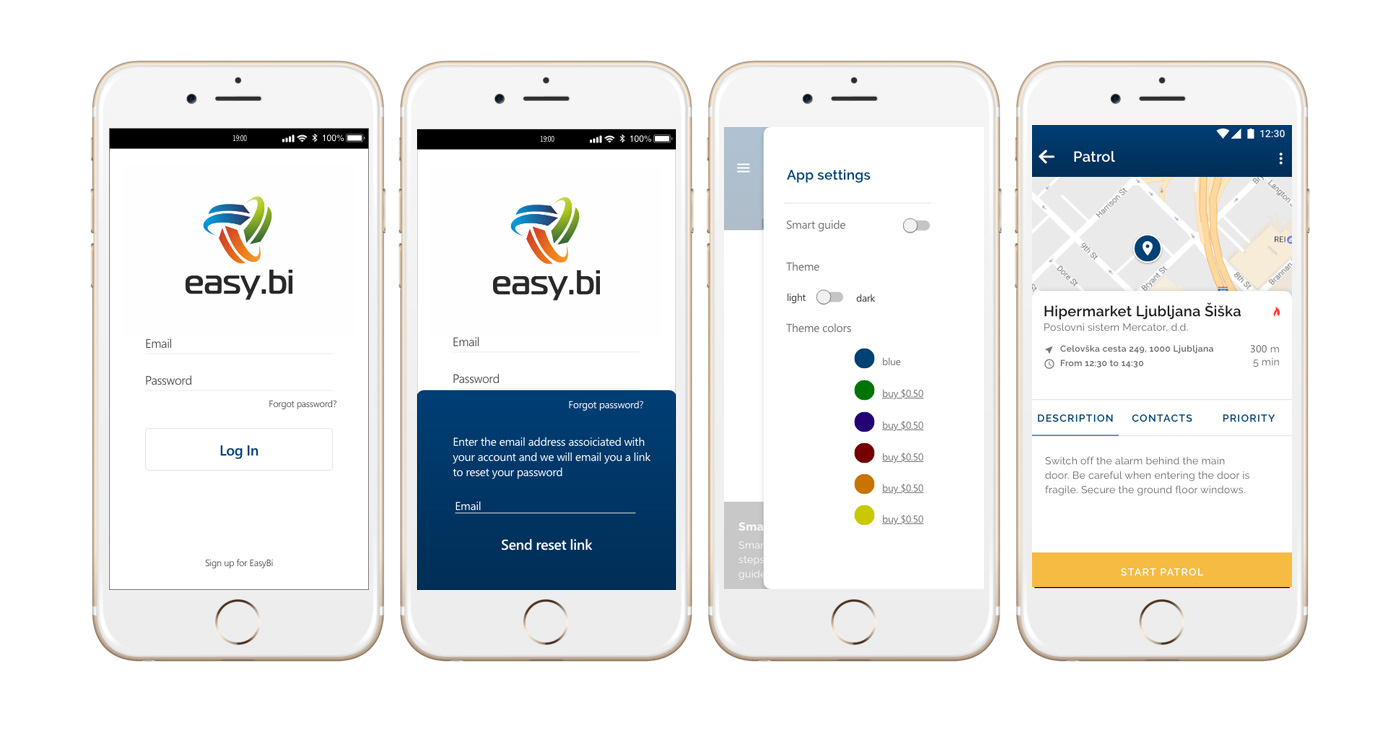 19:00
100%
easy.bi
Email
Password
Forgot password?
Log In
Sign up for EasyBi
19:00
100%
easy.bi
Email
Password
Forgot password?
Enter the email address assoiciated with
your account and we will email you a link
to reset your password
Email
Send reset link
App settings
Smart guide
Theme
light dark
Theme colors
blue
buy $0.50
buy $0.50
buy $0.50
buy $0.50
buy $0.50
Sma
Smar
steps
guide
12:30
Patrol
Harrison St
Langton
REI
9th St
Dore St
Bryant St
8th St
Brannan
Hipermarket Ljubljana Šiška
Poslovni sistem Mercator, d.d.
Celovška cesta 249, 1000 Ljubljana 300 m
From 12:30 to 14:30 5 min
DESCRIPTION CONTACTS PRIORITY
Switch off the alarm behind the main
door. Be careful when entering the door is
fragile. Secure the ground floor windows.
START PATROL